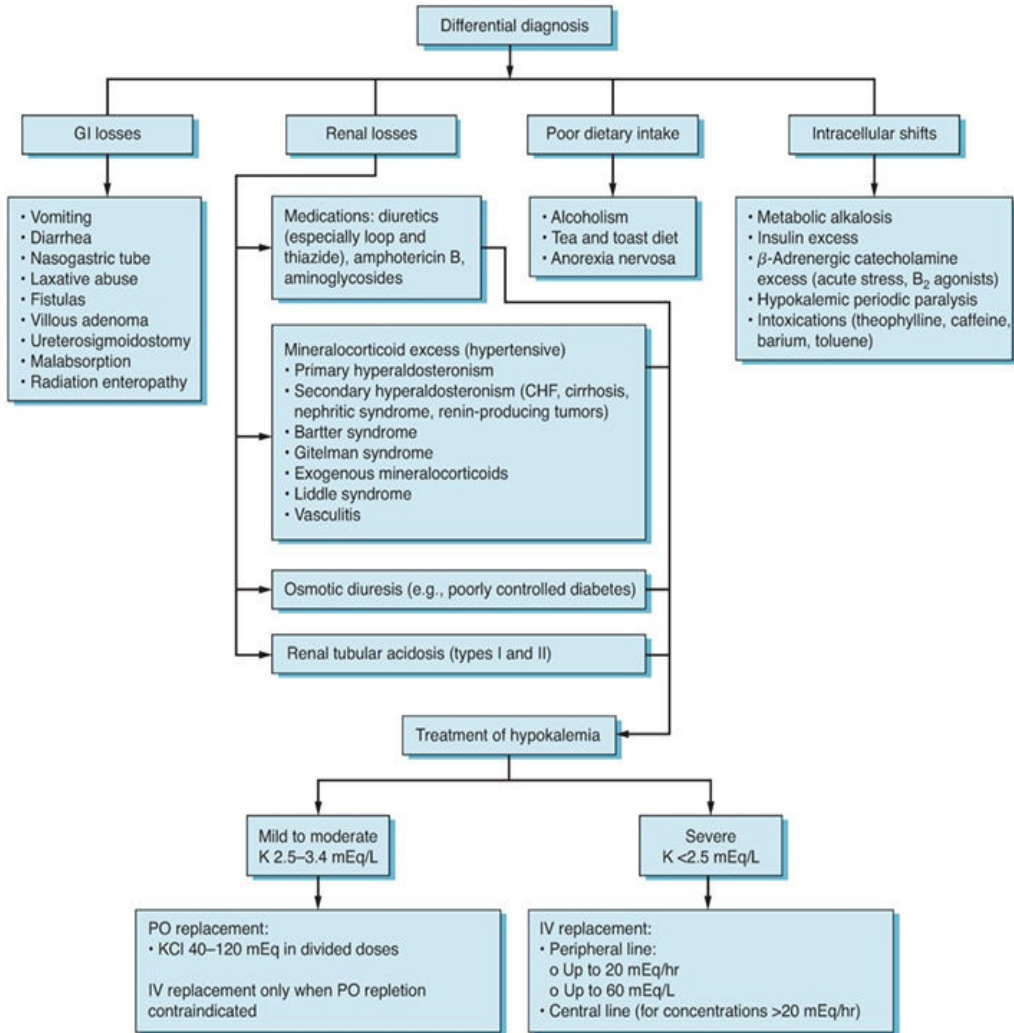 Differential diagnosis
GI losses
Renal losses
Poor dietary intake
Intracellular shifts
• Vomiting
• Diarrhea
• Nasogastric tube
• Laxative abuse
• Fistulas
• Villous adenoma
• Ureterosigmoidostomy
• Malabsorption
• Radiation enteropathy
Medications: diuretics
(especially loop and
thiazide), amphotericin B,
aminoglycosides
• Alcoholism
• Tea and toast diet
• Anorexia nervosa
• Metabolic alkalosis
• Insulin excess
• β-Adrenergic catecholamine
excess (acute stress, B₂ agonists)
• Hypokalemic periodic paralysis
• Intoxications (theophylline, caffeine,
barium, toluene)
Mineralocorticoid excess (hypertensive)
• Primary hyperaldosteronism
• Secondary hyperaldosteronism (CHF, cirrhosis,
nephritic syndrome, renin-producing tumors)
• Bartter syndrome
• Gitelman syndrome
• Exogenous mineralocorticoids
• Liddle syndrome
• Vasculitis
Osmotic diuresis (e.g., poorly controlled diabetes)
Renal tubular acidosis (types I and II)
Treatment of hypokalemia
Mild to moderate
K 2.5–3.4 mEq/L
Severe
K <2.5 mEq/L
PO replacement:
• KCl 40–120 mEq in divided doses
IV replacement only when PO repletion
contraindicated
IV replacement:
• Peripheral line:
o Up to 20 mEq/hr
o Up to 60 mEq/L
• Central line (for concentrations >20 mEq/hr)